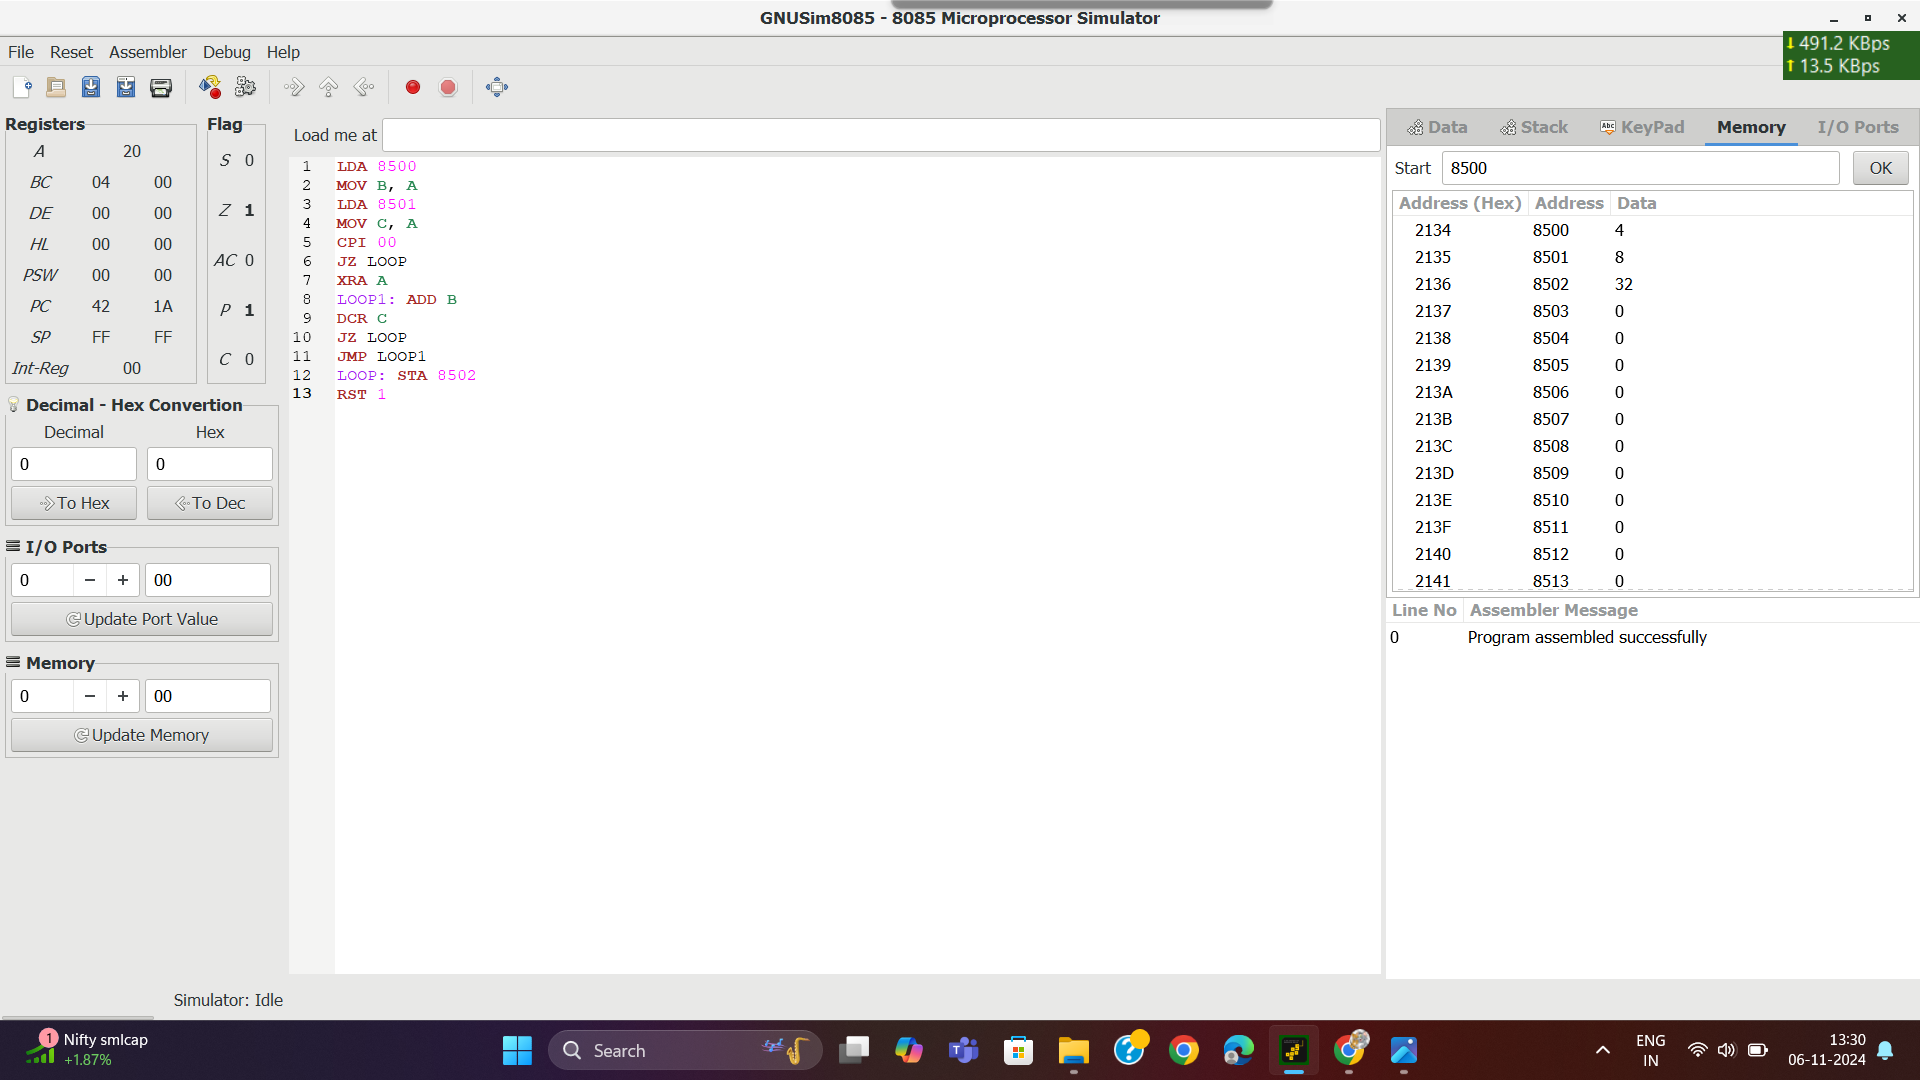 GNUSim8085 - 8085 Microprocessor Simulator
491.2 KBps
13.5 KBps
File Reset Assembler Debug Help
Registers
A 20
BC 04 00
DE 00 00
HL 00 00
PSW 00 00
PC 42 1A
SP FF FF
Int-Reg 00
Flag
S 0
Z 1
AC 0
P 1
C 0
Decimal - Hex Convertion
Decimal Hex
0 0
To Hex To Dec
I/O Ports
0 − + 00
Update Port Value
Memory
0 − + 00
Update Memory
Load me at
1 LDA 8500
2 MOV B, A
3 LDA 8501
4 MOV C, A
5 CPI 00
6 JZ LOOP
7 XRA A
8 LOOP1: ADD B
9 DCR C
10 JZ LOOP
11 JMP LOOP1
12 LOOP: STA 8502
13 RST 1
Data Stack Abc KeyPad Memory I/O Ports
Start 8500 OK
Address (Hex) Address Data
2134 8500 4
2135 8501 8
2136 8502 32
2137 8503 0
2138 8504 0
2139 8505 0
213A 8506 0
213B 8507 0
213C 8508 0
213D 8509 0
213E 8510 0
213F 8511 0
2140 8512 0
2141 8513 0
Line No Assembler Message
0 Program assembled successfully
Simulator: Idle
1 Nifty smlcap
+1.87%
Search
ENG
IN
13:30
06-11-2024